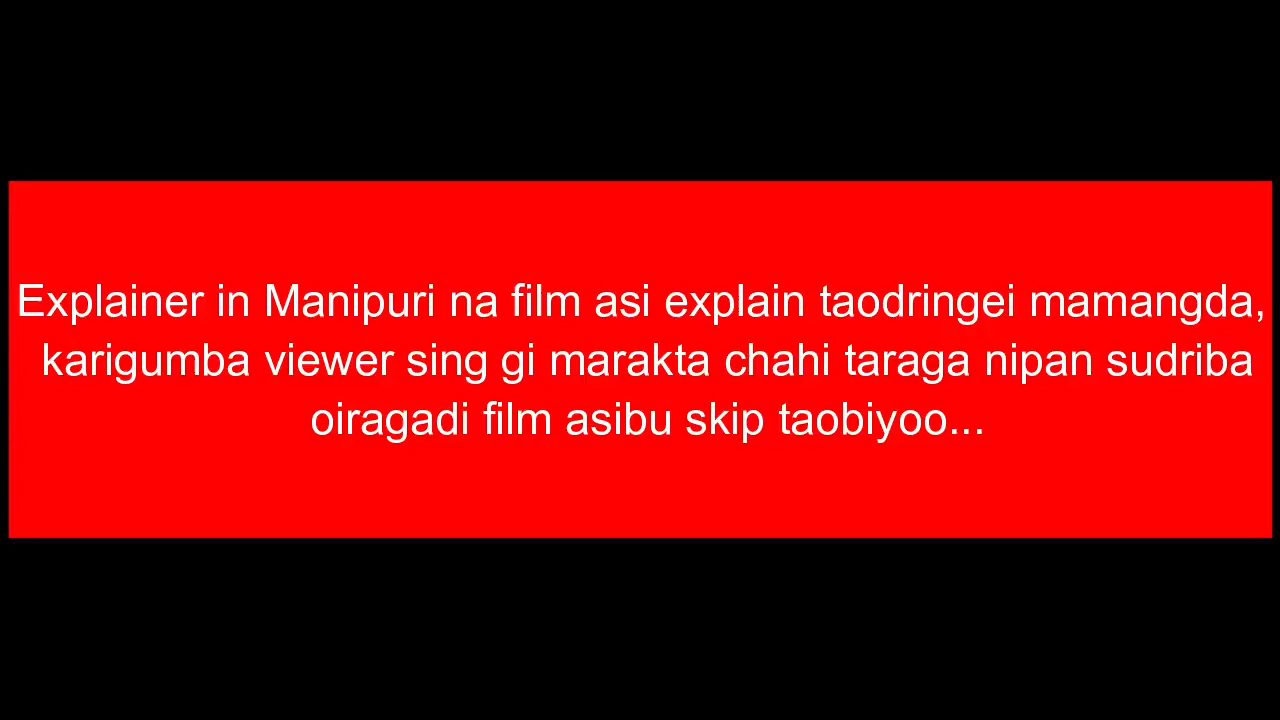 Explainer in Manipuri na film asi explain taodringei mamangda,
karigumba viewer sing gi marakta chahi taraga nipan sudriba
oiragadi film asibu skip taobiyoo...